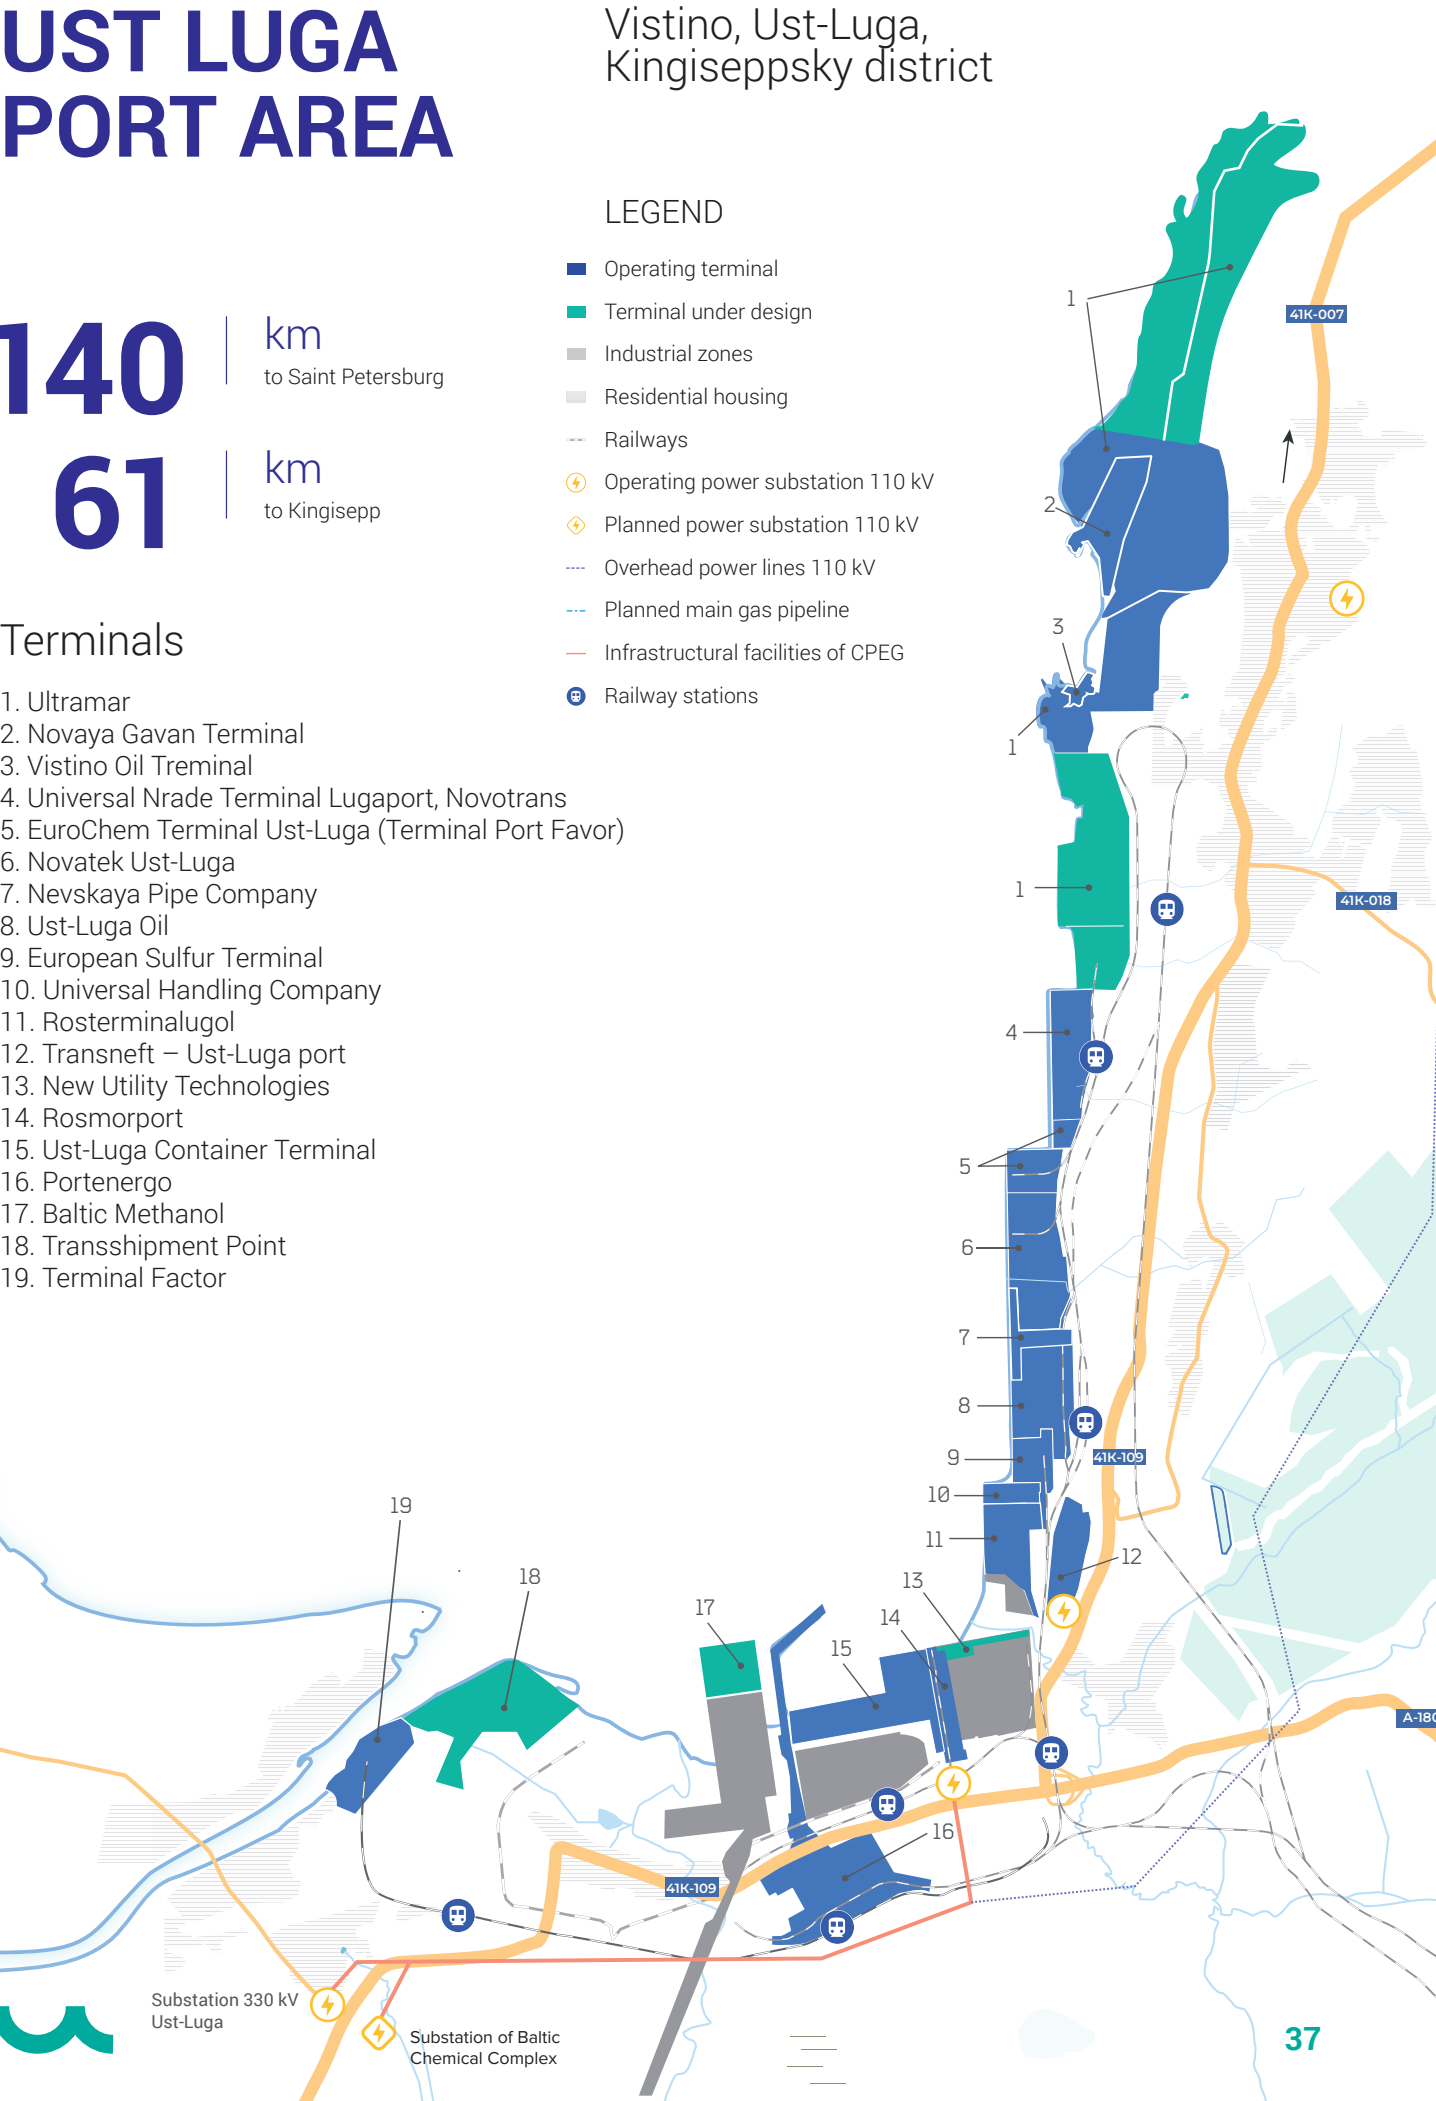 UST LUGA
PORT AREA
Vistino, Ust-Luga,
Kingiseppsky district
140
km
to Saint Petersburg
61
km
to Kingisepp
LEGEND
Operating terminal
Terminal under design
Industrial zones
Residential housing
Railways
Operating power substation 110 kV
Planned power substation 110 kV
Overhead power lines 110 kV
Planned main gas pipeline
Infrastructural facilities of CPEG
Railway stations
Terminals
1. Ultramar
2. Novaya Gavan Terminal
3. Vistino Oil Treminal
4. Universal Nrade Terminal Lugaport, Novotrans
5. EuroChem Terminal Ust-Luga (Terminal Port Favor)
6. Novatek Ust-Luga
7. Nevskaya Pipe Company
8. Ust-Luga Oil
9. European Sulfur Terminal
10. Universal Handling Company
11. Rosterminalugol
12. Transneft – Ust-Luga port
13. New Utility Technologies
14. Rosmorport
15. Ust-Luga Container Terminal
16. Portenergo
17. Baltic Methanol
18. Transshipment Point
19. Terminal Factor
1
41K-007
2
3
1
1
41K-018
4
5
6
7
8
9
41K-109
10
11
12
19
18
13
17
14
15
A-180
16
41K-109
Substation 330 kV
Ust-Luga
Substation of Baltic
Chemical Complex
37